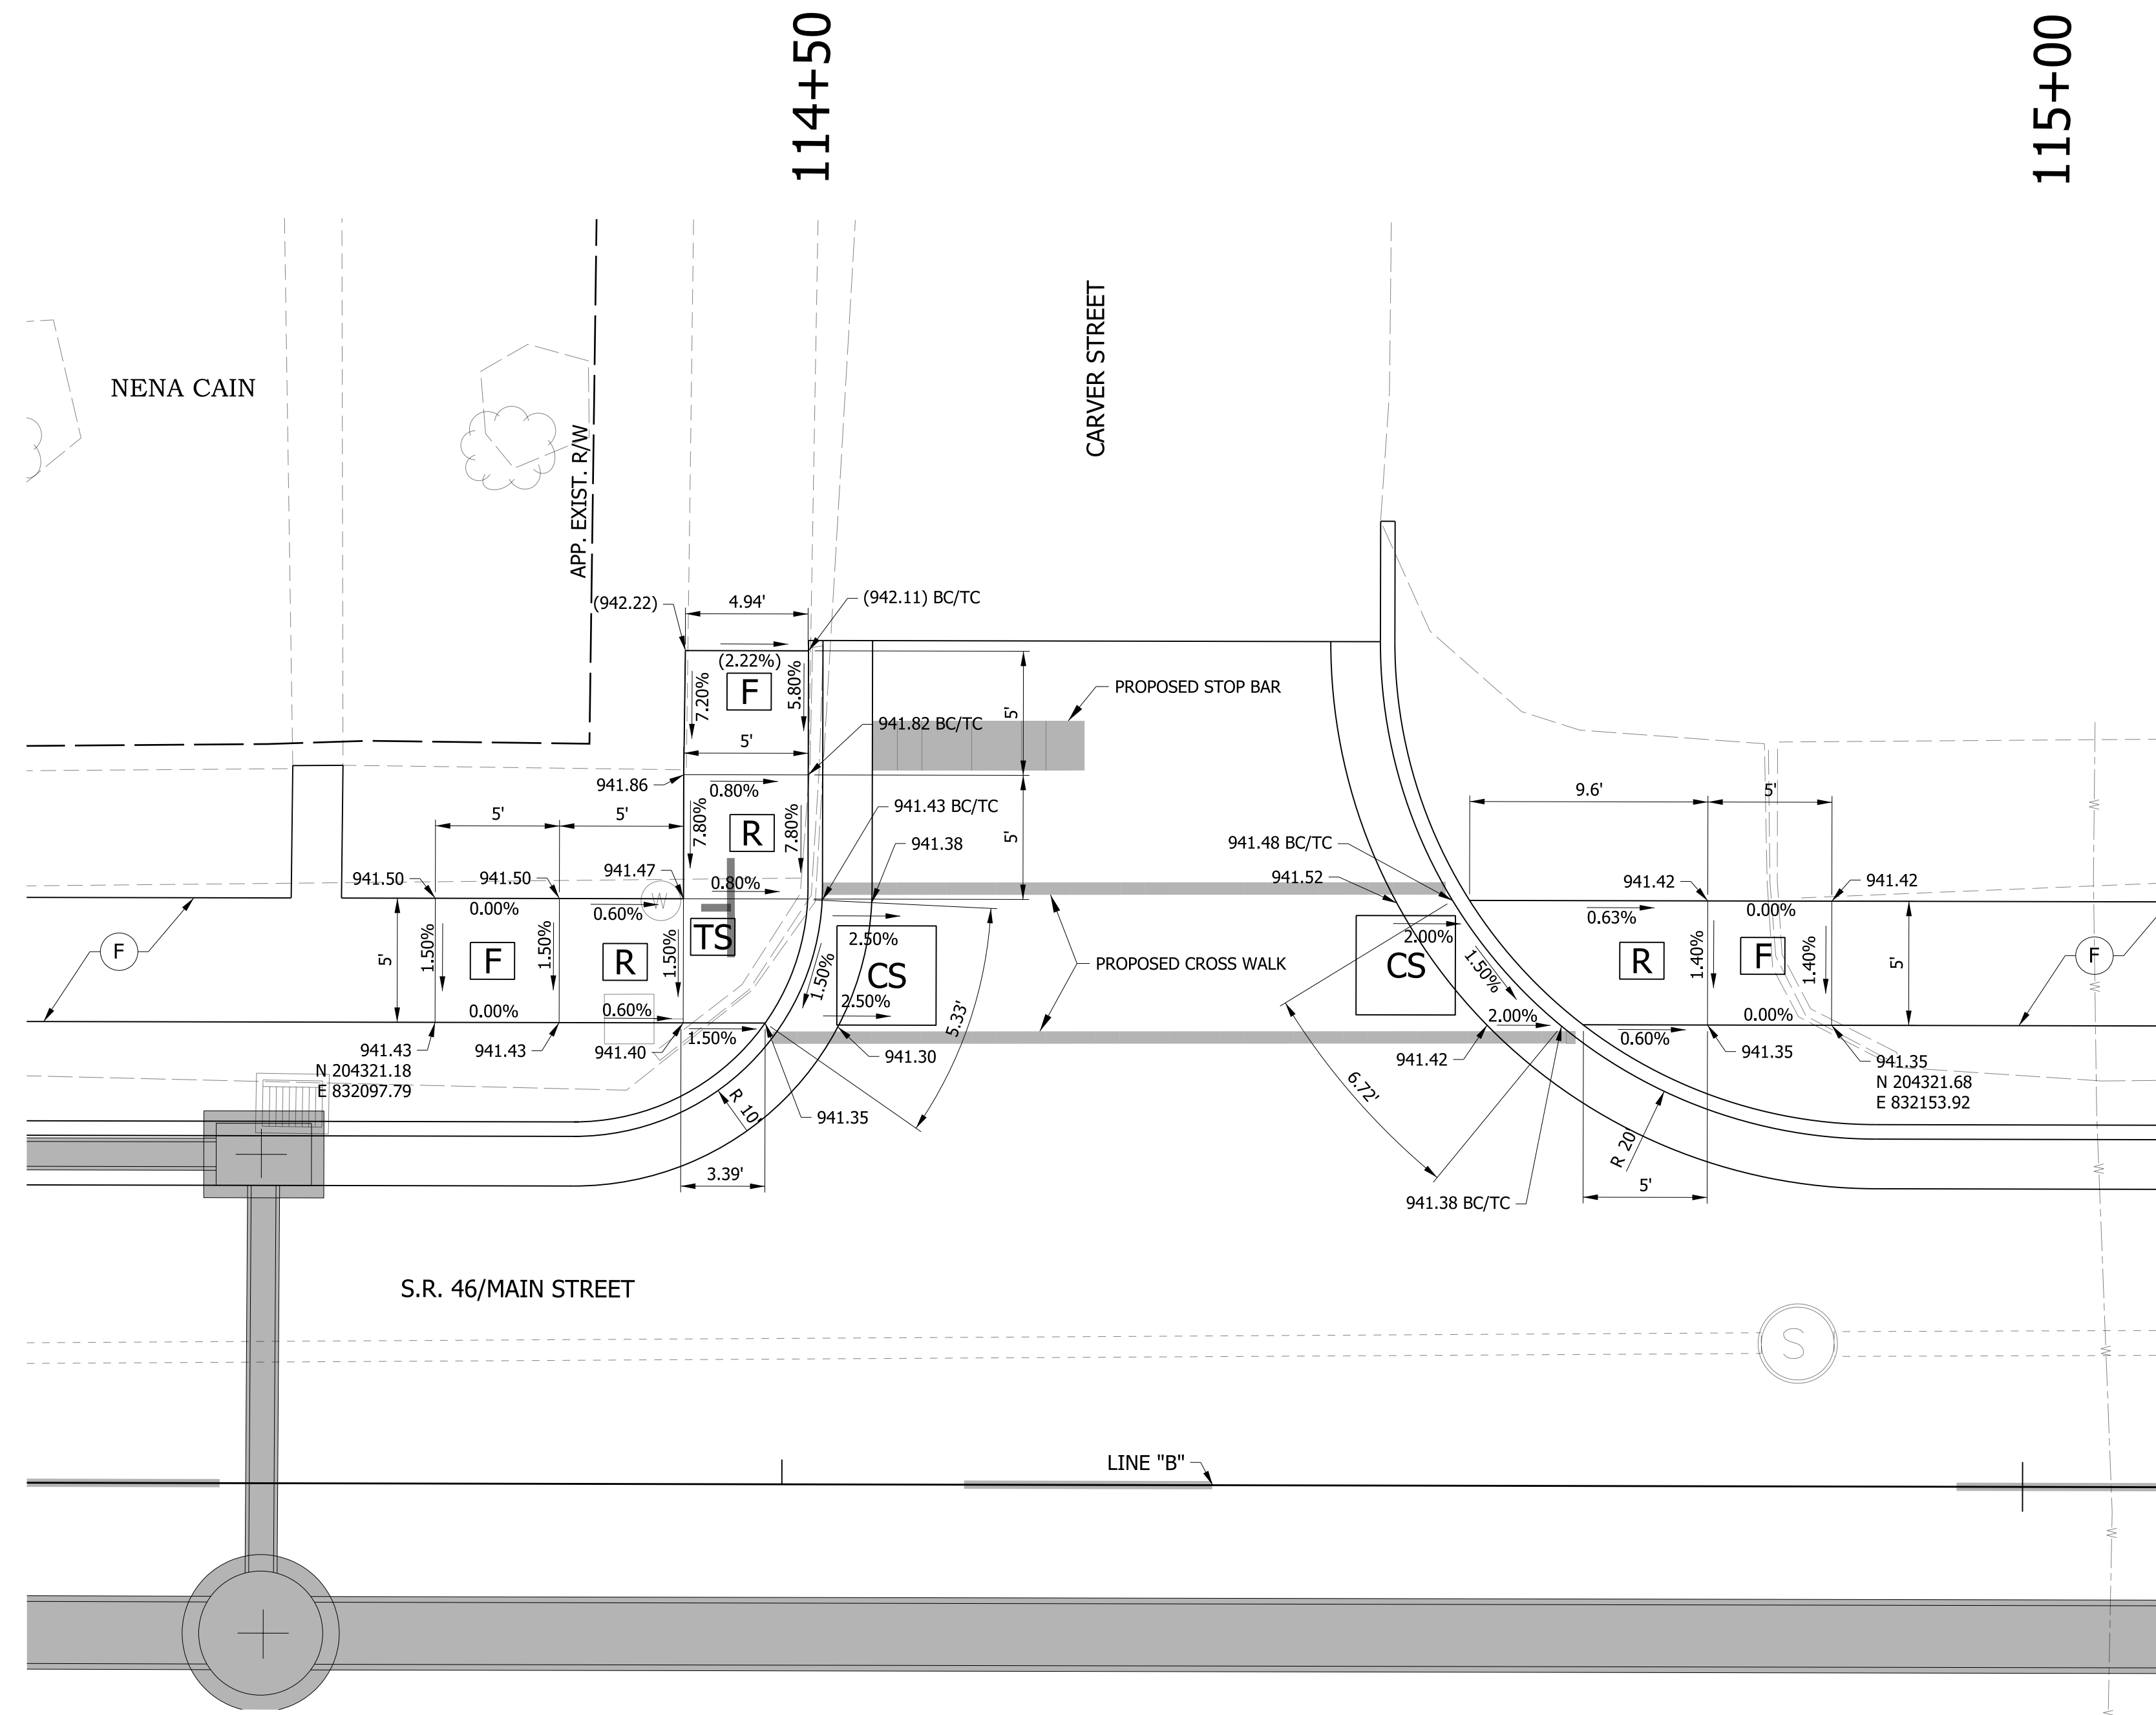 114+50
115+00
NENA CAIN
APP. EXIST. R/W
CARVER STREET
(942.22)
4.94'
(942.11) BC/TC
(2.22%)
F
7.20%
5.80%
5'
PROPOSED STOP BAR
941.82 BC/TC
5'
941.86
0.80%
9.6'
5'
5'
5'
7.80%
R
7.80%
941.43 BC/TC
5'
941.38
941.48 BC/TC
941.50
941.50
941.47
0.80%
W
941.52
941.42
941.42
0.00%
0.60%
0.63%
0.00%
F
5'
1.50%
F
1.50%
R
1.50%
TS
2.50%
CS
1.50%
2.50%
5.33'
PROPOSED CROSS WALK
2.00%
CS
1.50%
2.00%
R
1.40%
F
1.40%
5'
F
0.00%
0.60%
1.50%
0.60%
0.00%
941.43
N 204321.18
E 832097.79
941.43
941.40
941.30
941.42
941.35
941.35
N 204321.68
E 832153.92
R 10'
941.35
6.72'
R 20'
3.39'
941.38 BC/TC
5'
S.R. 46/MAIN STREET
S
LINE "B"